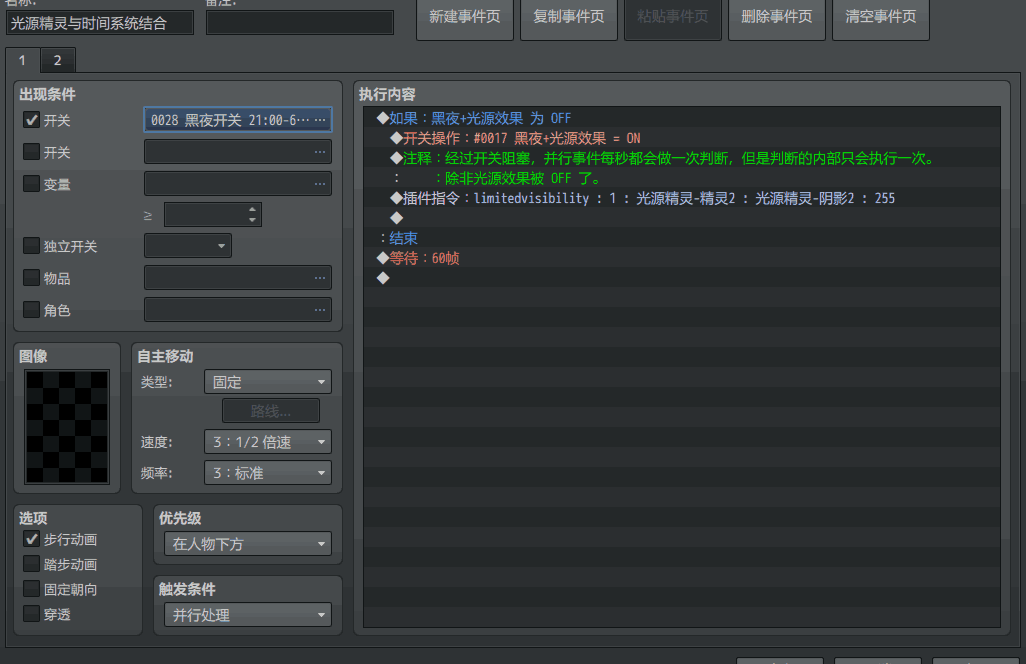 名称:
备注:
光源精灵与时间系统结合
新建事件页
复制事件页
粘贴事件页
删除事件页
清空事件页
1
2
出现条件
开关
0028 黑夜开关 21:00-6⋯ ⋯
开关
变量
≥
独立开关
物品
角色
图像
自主移动
类型:
固定
路线...
速度:
3：1/2 倍速
频率:
3：标准
选项
步行动画
踏步动画
固定朝向
穿透
优先级
在人物下方
触发条件
并行处理
执行内容
◆如果：黑夜+光源效果 为 OFF
◆开关操作：#0017 黑夜+光源效果 = ON
◆注释：经过开关阻塞，并行事件每秒都会做一次判断，但是判断的内部只会执行一次。
：　　：除非光源效果被 OFF 了。
◆插件指令：limitedvisibility : 1 : 光源精灵-精灵2 : 光源精灵-阴影2 : 255
◆
：结束
◆等待：60帧
◆